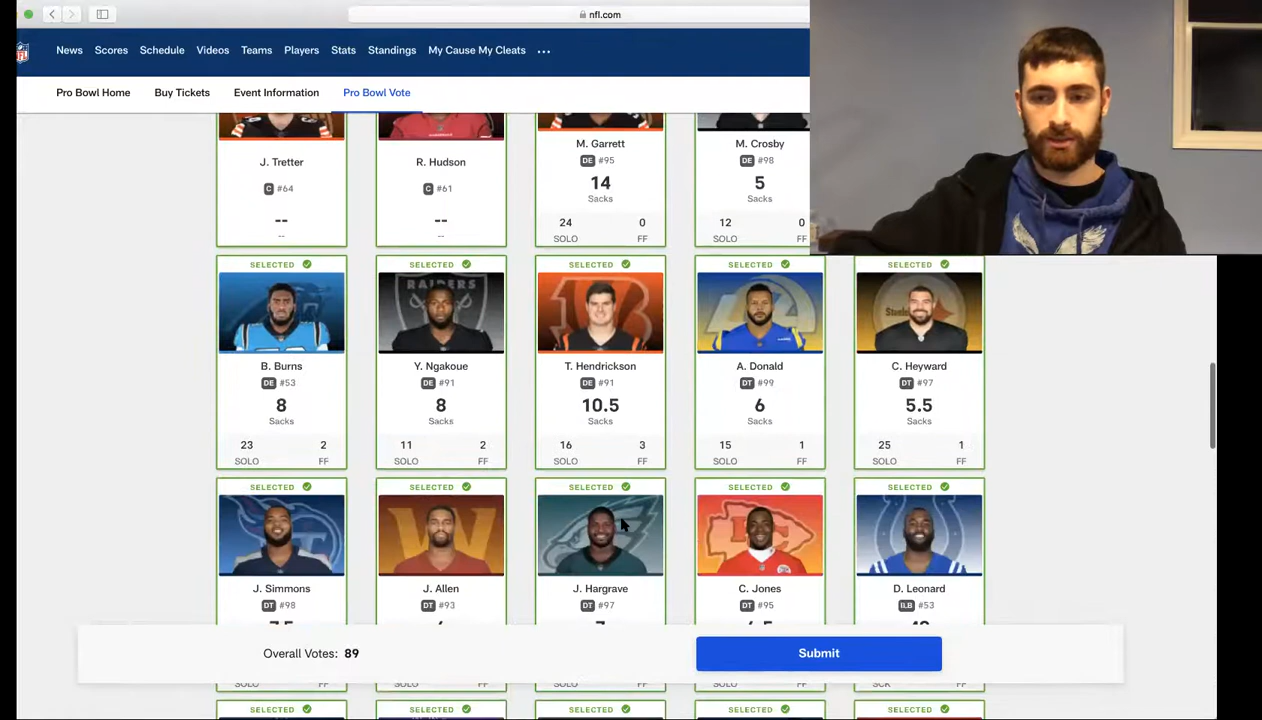 nfl.com
News Scores Schedule Videos Teams Players Stats Standings My Cause My Cleats ...
Pro Bowl Home Buy Tickets Event Information Pro Bowl Vote
J. Tretter
C #64
--
--
R. Hudson
C #61
--
--
M. Garrett
DE #95
14
Sacks
24 0
SOLO FF
M. Crosby
DE #98
5
Sacks
12 0
SOLO FF
SELECTED
B. Burns
DE #53
8
Sacks
23 2
SOLO FF
SELECTED
RAIDERS
Y. Ngakoue
DE #91
8
Sacks
11 2
SOLO FF
SELECTED
T. Hendrickson
DE #91
10.5
Sacks
16 3
SOLO FF
SELECTED
A. Donald
DT #99
6
Sacks
15 1
SOLO FF
SELECTED
Steelers
C. Heyward
DT #97
5.5
Sacks
25 1
SOLO FF
SELECTED
J. Simmons
DT #98
SELECTED
W
J. Allen
DT #93
SELECTED
J. Hargrave
DT #97
SELECTED
C. Jones
DT #95
SELECTED
D. Leonard
ILB #53
Overall Votes: 89
Submit
SELECTED
SELECTED
SELECTED
SELECTED
SELECTED